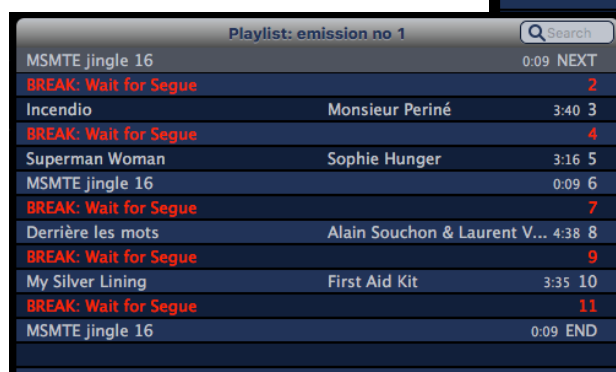 Playlist: emission no 1 Search
MSMTE jingle 16 0:09 NEXT
BREAK: Wait for Segue 2
Incendio Monsieur Periné 3:40 3
BREAK: Wait for Segue 4
Superman Woman Sophie Hunger 3:16 5
MSMTE jingle 16 0:09 6
BREAK: Wait for Segue 7
Derrière les mots Alain Souchon & Laurent V... 4:38 8
BREAK: Wait for Segue 9
My Silver Lining First Aid Kit 3:35 10
BREAK: Wait for Segue 11
MSMTE jingle 16 0:09 END